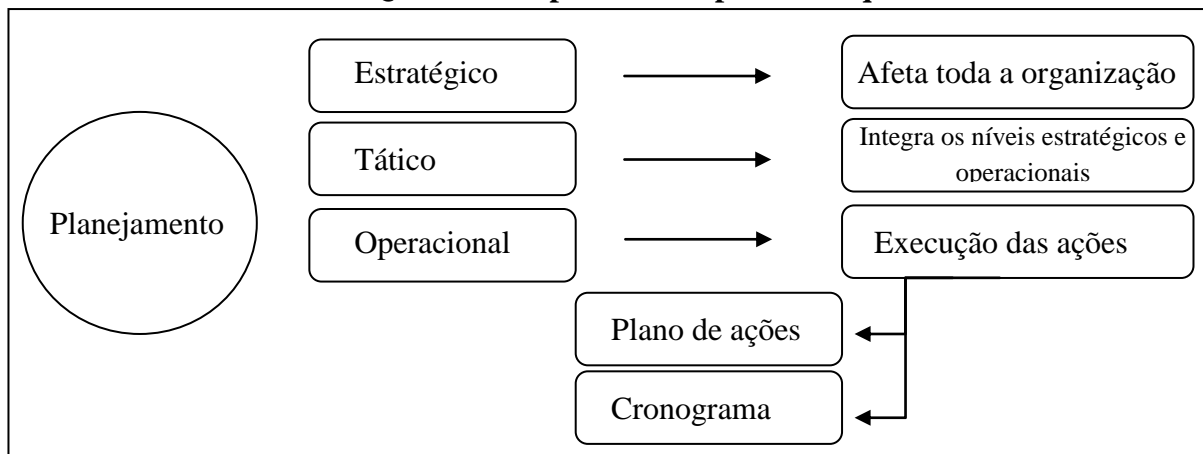 Estratégico
Afeta toda a organização
Tático
Integra os níveis estratégicos e
operacionais
Planejamento
Operacional
Execução das ações
Plano de ações
Cronograma